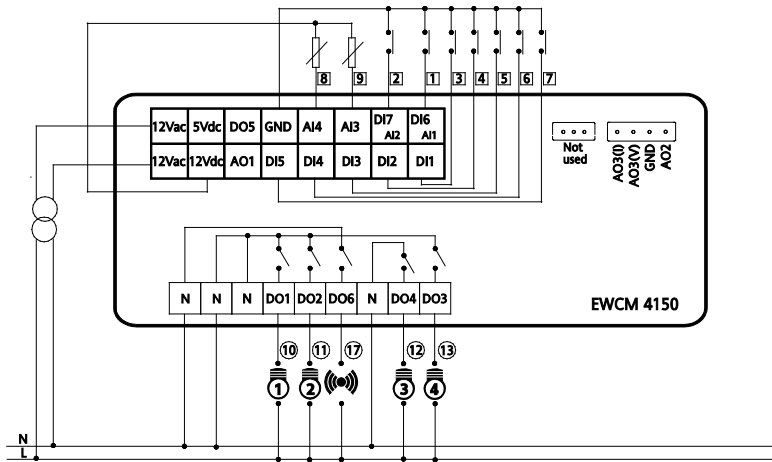 8 9 2 1 3 4 5 6 7
12Vac 5Vdc DO5 GND AI4 AI3 DI7 AI2 DI6 AI1
12Vac 12Vdc AO1 DI5 DI4 DI3 DI2 DI1
Not
used
AO3(I)
AO3(V)
GND
AO2
N N N DO1 DO2 DO6 N DO4 DO3
EWCM 4150
10 11 17 12 13
1 2 3 4
N
L